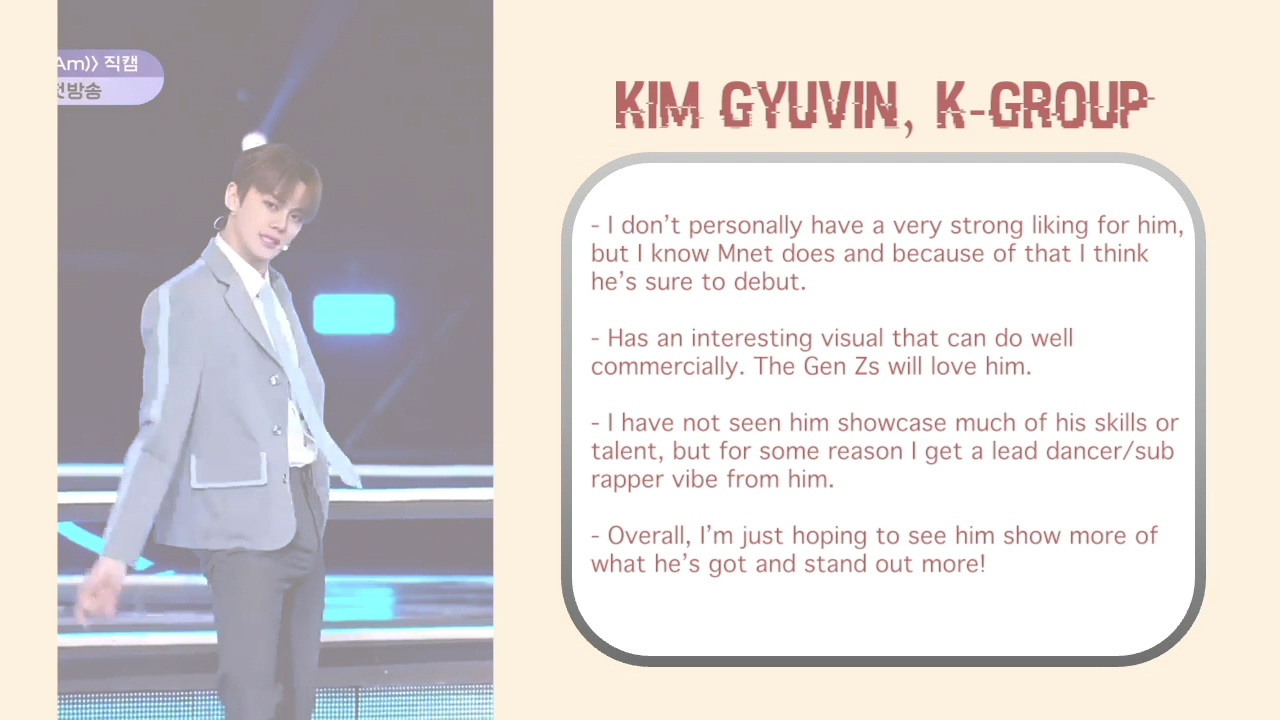 Am)〉 직캠
첫방송
KIM GYUVIN, K-GROUP
- I don't personally have a very strong liking for him,
but I know Mnet does and because of that I think
he's sure to debut.
- Has an interesting visual that can do well
commercially. The Gen Zs will love him.
- I have not seen him showcase much of his skills or
talent, but for some reason I get a lead dancer/sub
rapper vibe from him.
- Overall, I'm just hoping to see him show more of
what he's got and stand out more!